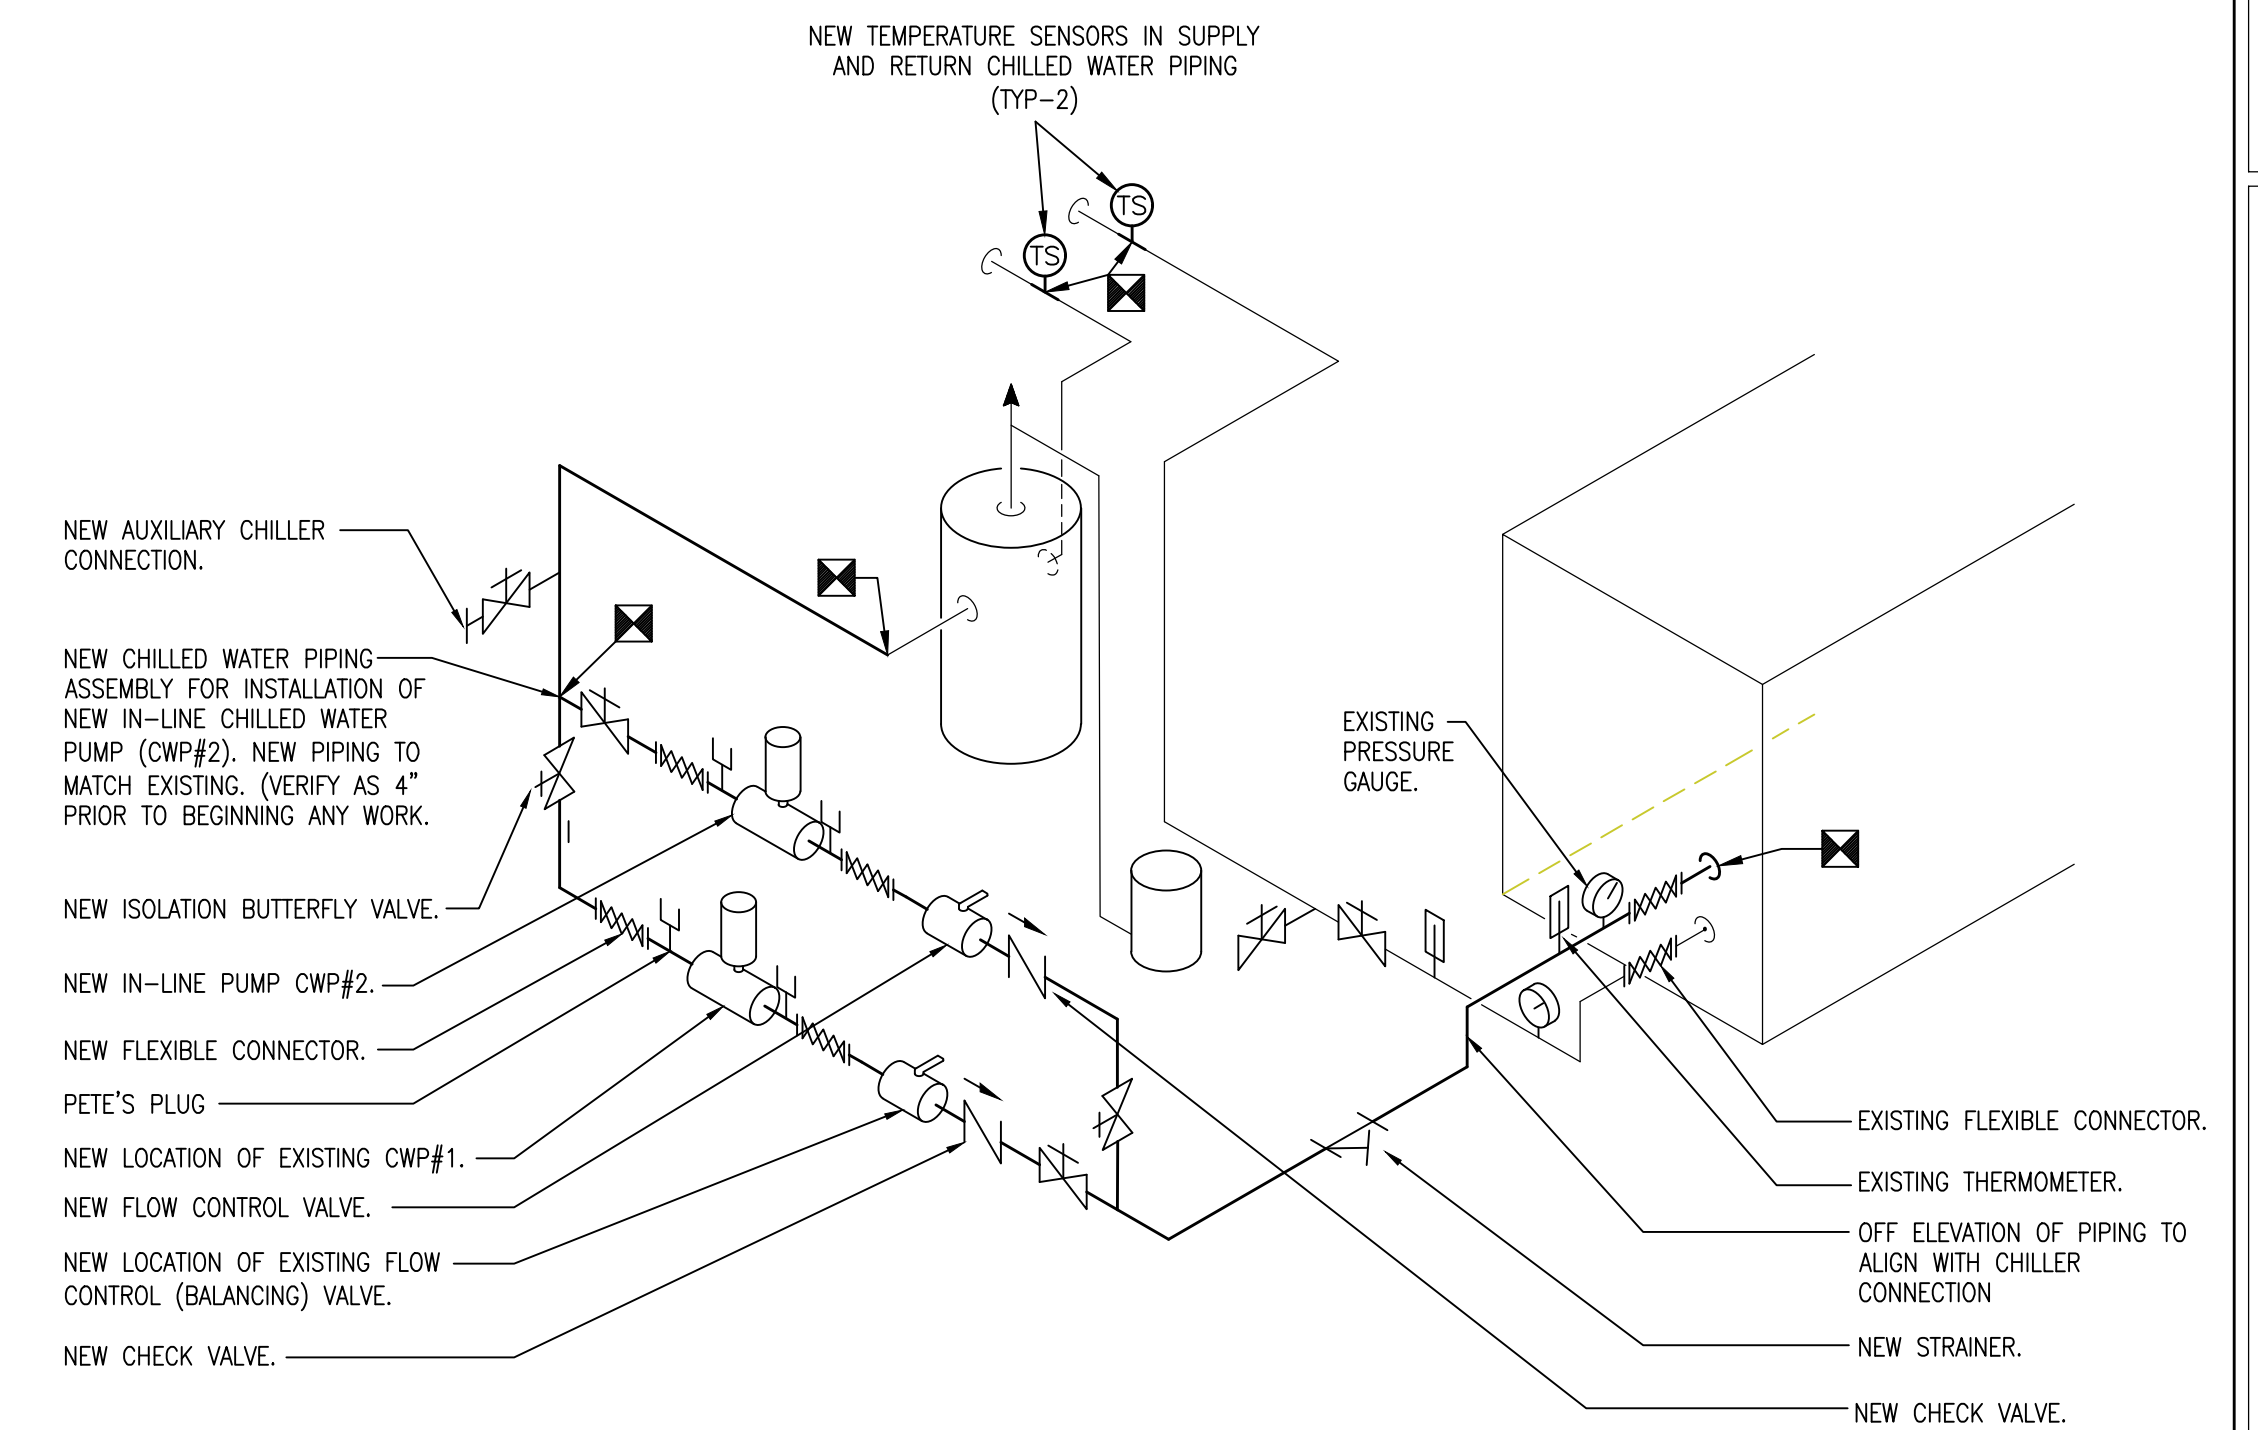 NEW TEMPERATURE SENSORS IN SUPPLY
AND RETURN CHILLED WATER PIPING
(TYP-2)
TS
TS
NEW AUXILIARY CHILLER
CONNECTION.
NEW CHILLED WATER PIPING
ASSEMBLY FOR INSTALLATION OF
NEW IN-LINE CHILLED WATER
PUMP (CWP#2). NEW PIPING TO
MATCH EXISTING. (VERIFY AS 4"
PRIOR TO BEGINNING ANY WORK.
NEW ISOLATION BUTTERFLY VALVE.
NEW IN-LINE PUMP CWP#2.
NEW FLEXIBLE CONNECTOR.
PETE'S PLUG
NEW LOCATION OF EXISTING CWP#1.
NEW FLOW CONTROL VALVE.
NEW LOCATION OF EXISTING FLOW
CONTROL (BALANCING) VALVE.
NEW CHECK VALVE.
EXISTING
PRESSURE
GAUGE.
EXISTING FLEXIBLE CONNECTOR.
EXISTING THERMOMETER.
OFF ELEVATION OF PIPING TO
ALIGN WITH CHILLER
CONNECTION
NEW STRAINER.
NEW CHECK VALVE.